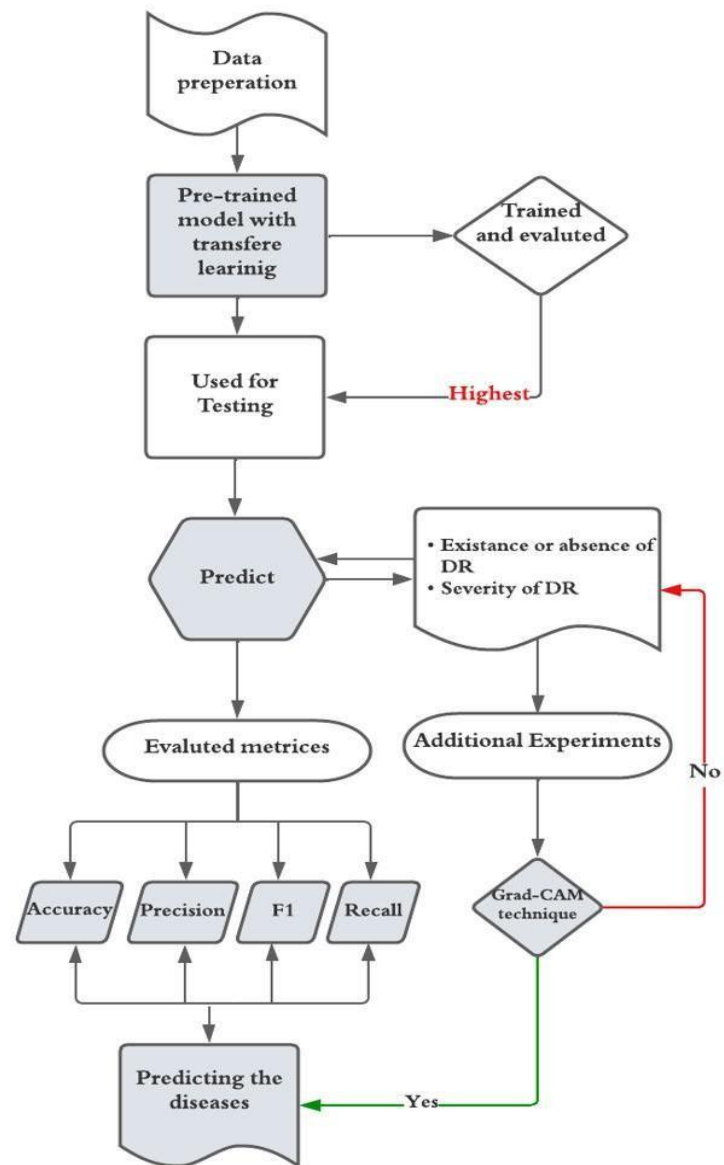 Data
preperation
Pre-trained
model with
transfere
learinig
Trained
and evaluted
Used for
Testing
Highest
Predict
• Existance or absence of
DR
• Severity of DR
Evaluted metrices
Additional Experiments
No
Accuracy
Precision
F1
Recall
Grad-CAM
technique
Predicting the
diseases
Yes